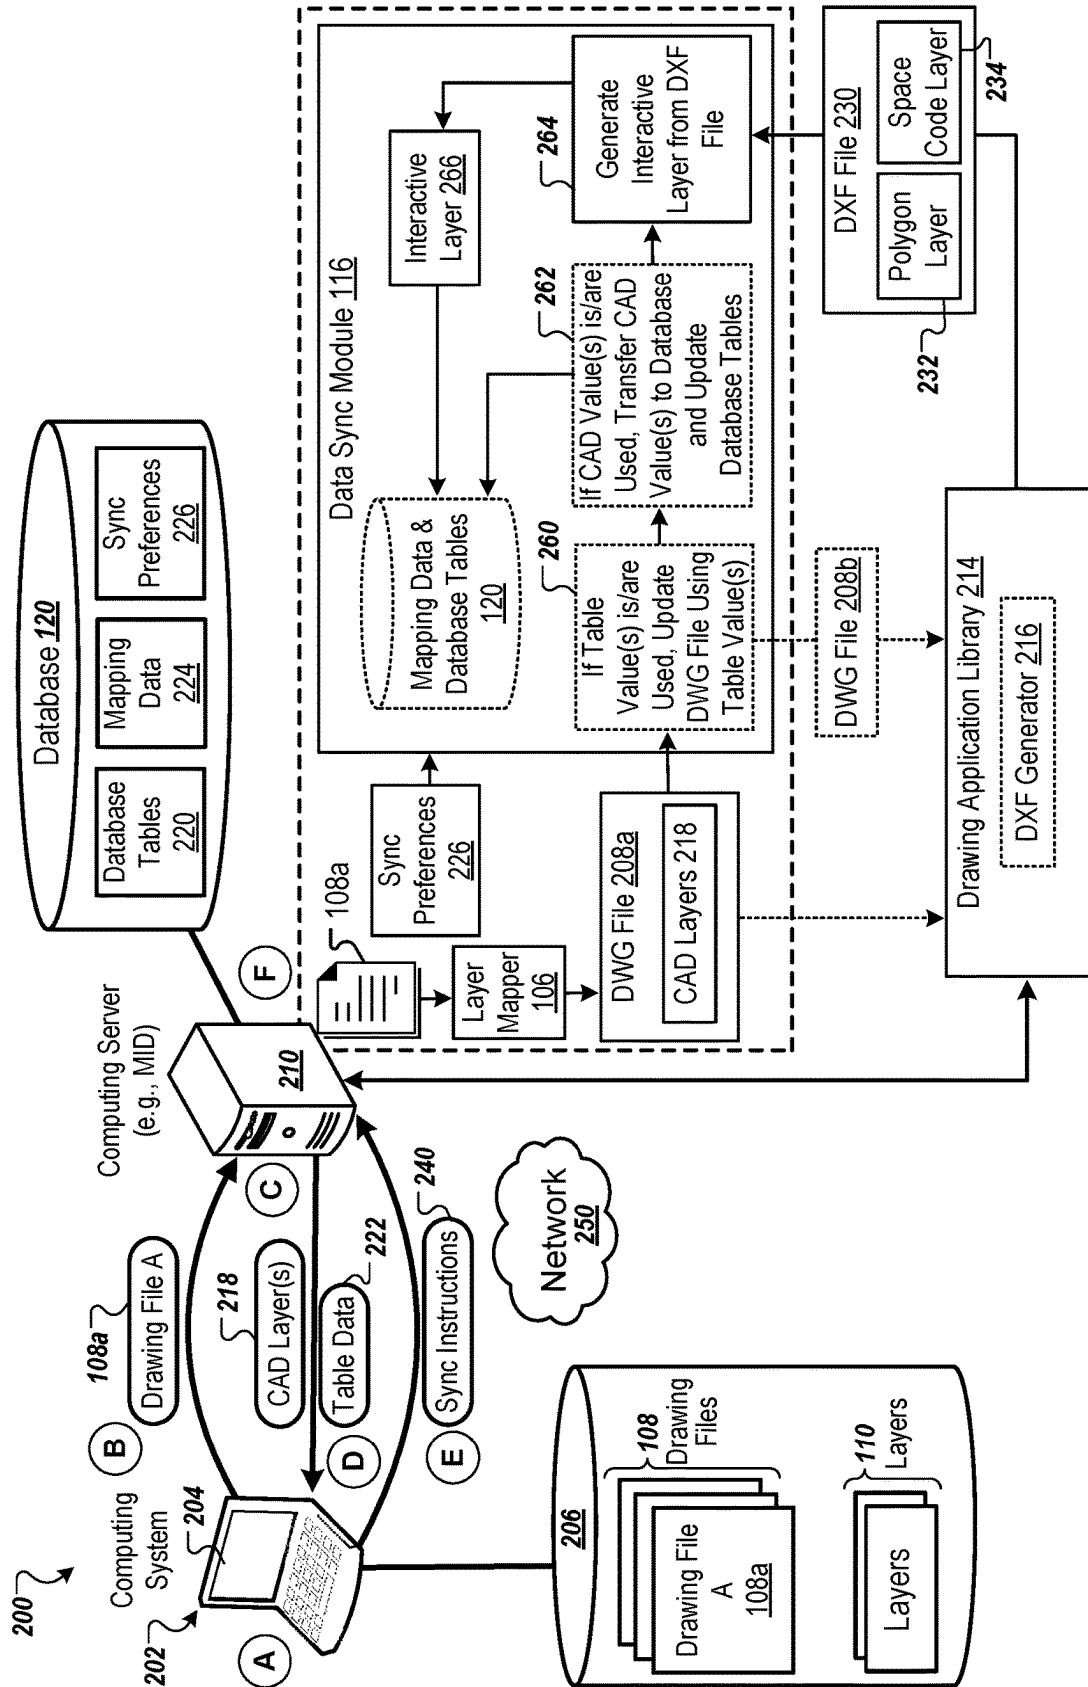 200
Computing
System
202
204
A
B
108a
Drawing File A
218
CAD Layer(s)
Table Data
222
D
E
Sync Instructions
240
C
Computing Server
(e.g., MID)
210
F
Network
250
206
Drawing File
A
108a
108
Drawing
Files
Layers
110
Layers
Database 120
Database
Tables
220
Mapping
Data
224
Sync
Preferences
226
108a
Layer
Mapper
106
Sync
Preferences
226
DWG File 208a
CAD Layers 218
Data Sync Module 116
Mapping Data &
Database Tables
120
Interactive
Layer 266
260
If Table
Value(s) is/are
Used, Update
DWG File Using
Table Value(s)
262
If CAD Value(s) is/are
Used, Transfer CAD
Value(s) to Database
and Update
Database Tables
264
Generate
Interactive
Layer from DXF
File
DWG File 208b
Drawing Application Library 214
DXF Generator 216
DXF File 230
Polygon
Layer
232
Space
Code Layer
234